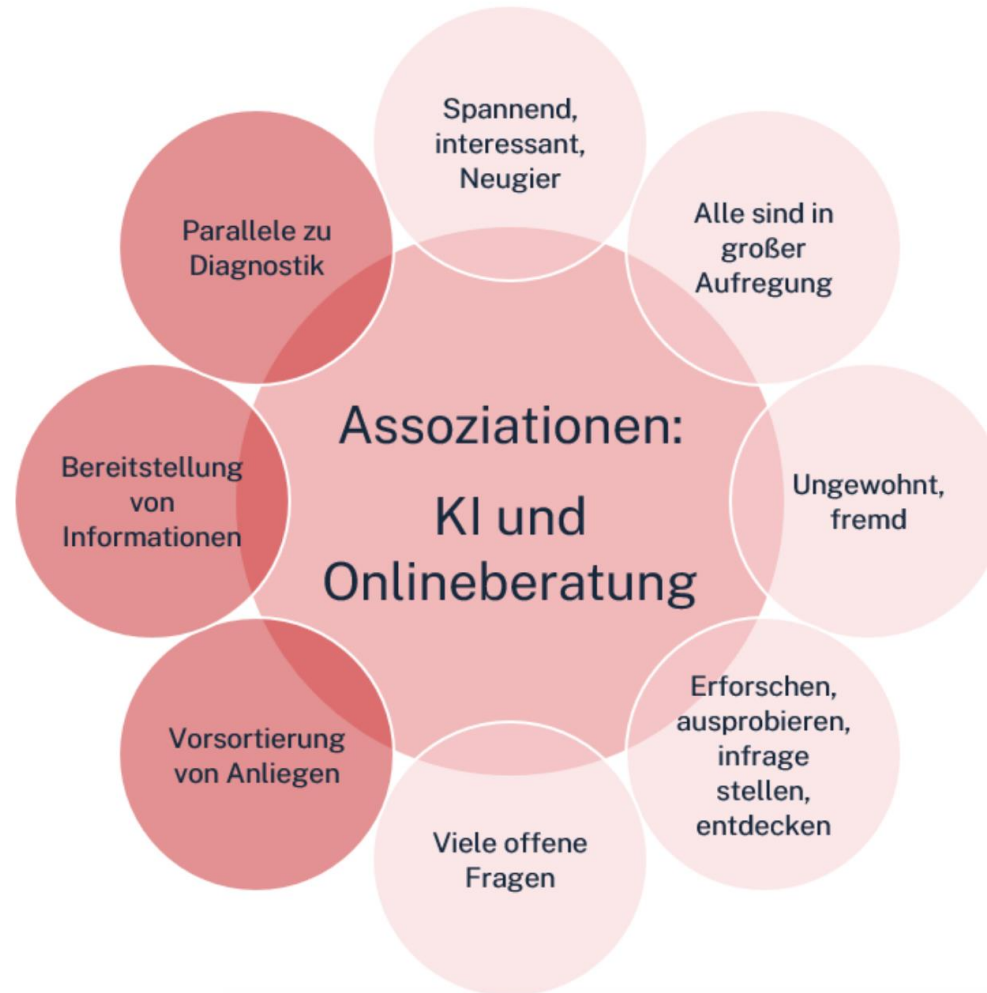 Assoziationen:
KI und
Onlineberatung
Spannend,
interessant,
Neugier
Alle sind in
großer
Aufregung
Ungewohnt,
fremd
Erforschen,
ausprobieren,
infrage
stellen,
entdecken
Viele offene
Fragen
Vorsortierung
von Anliegen
Bereitstellung
von
Informationen
Parallele zu
Diagnostik